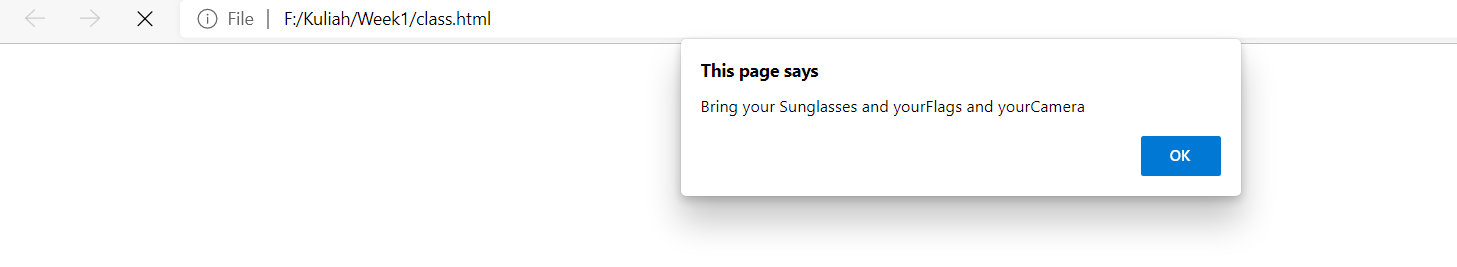 File | F:/Kuliah/Week1/class.html
This page says
Bring your Sunglasses and yourFlags and yourCamera
OK